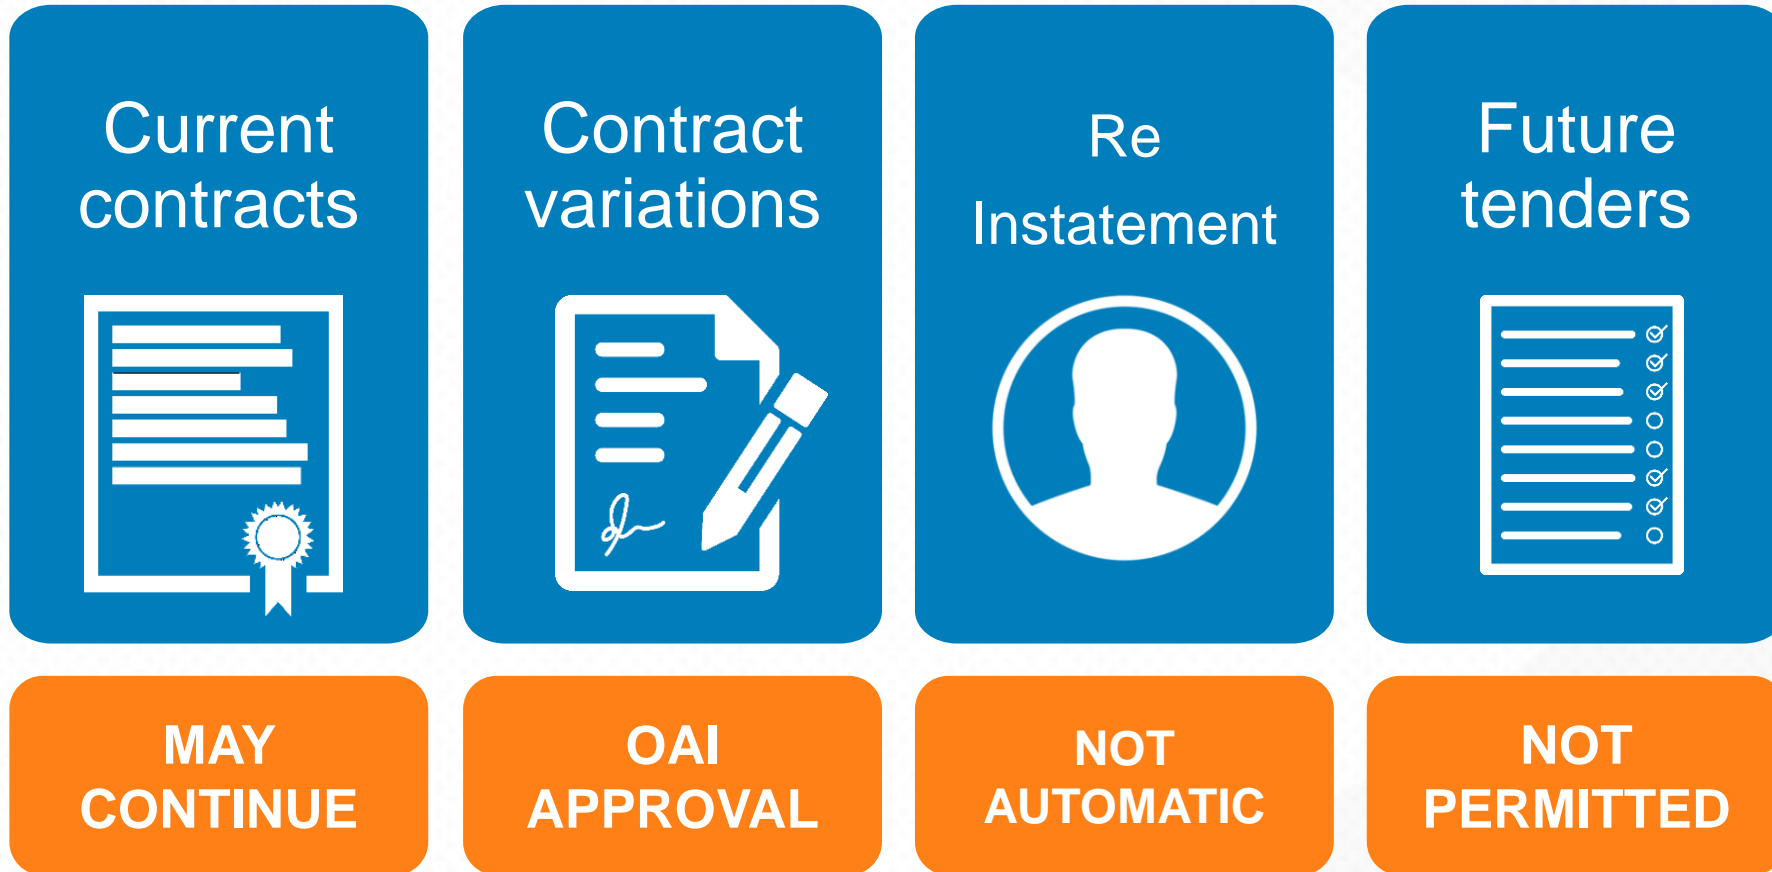 Current
contracts
Contract
variations
Re
Instatement
Future
tenders
MAY
CONTINUE
OAI
APPROVAL
NOT
AUTOMATIC
NOT
PERMITTED